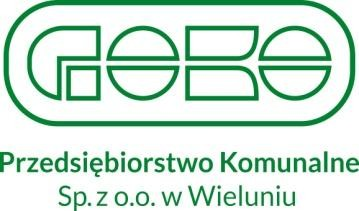 Przedsiębiorstwo Komunalne
Sp. z o.o. w Wieluniu